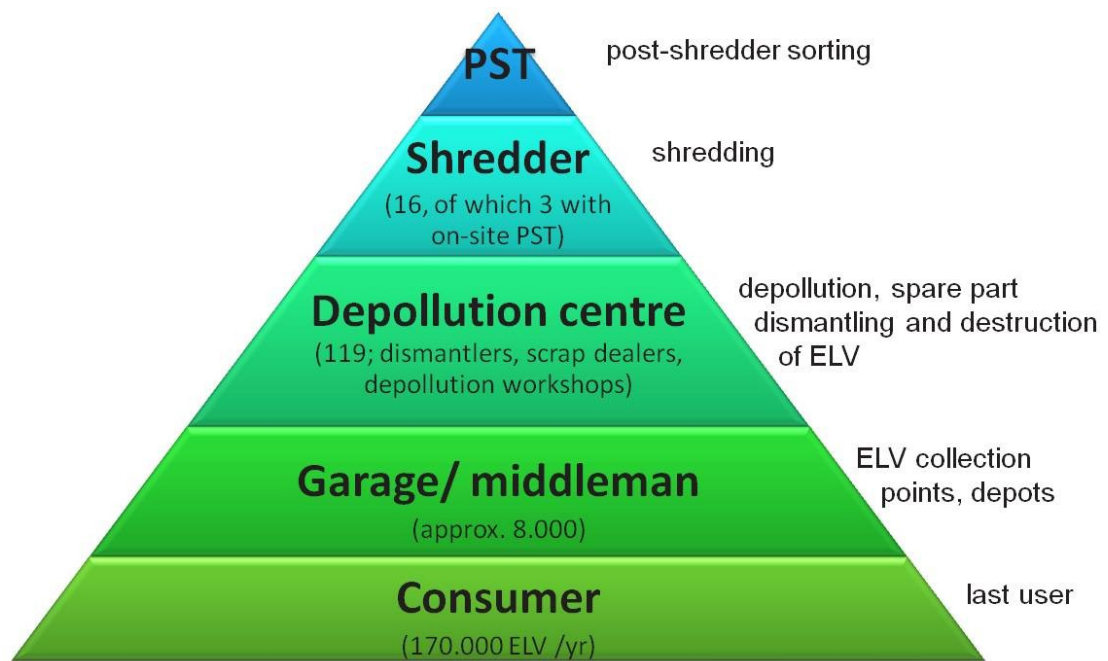 PST
post-shredder sorting
Shredder
shredding
(16, of which 3 with
on-site PST)
Depollution centre
(119; dismantlers, scrap dealers,
depollution workshops)
depollution, spare part
dismantling and destruction
of ELV
Garage/ middleman
(approx. 8.000)
ELV collection
points, depots
Consumer
(170.000 ELV /yr)
last user